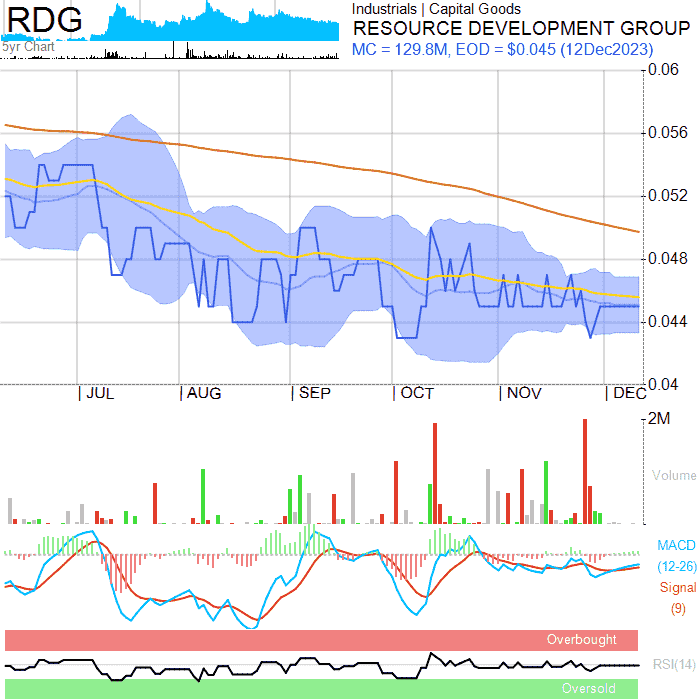 RDG
5yr Chart
Industrials | Capital Goods
RESOURCE DEVELOPMENT GROUP
MC = 129.8M, EOD = $0.045 (12Dec2023)
0.06
0.056
0.052
0.048
0.044
0.04
| JUL | AUG | SEP | OCT | NOV | DEC
2M
Volume
MACD
(12-26)
Signal
(9)
Overbought
RSI(14)
Oversold